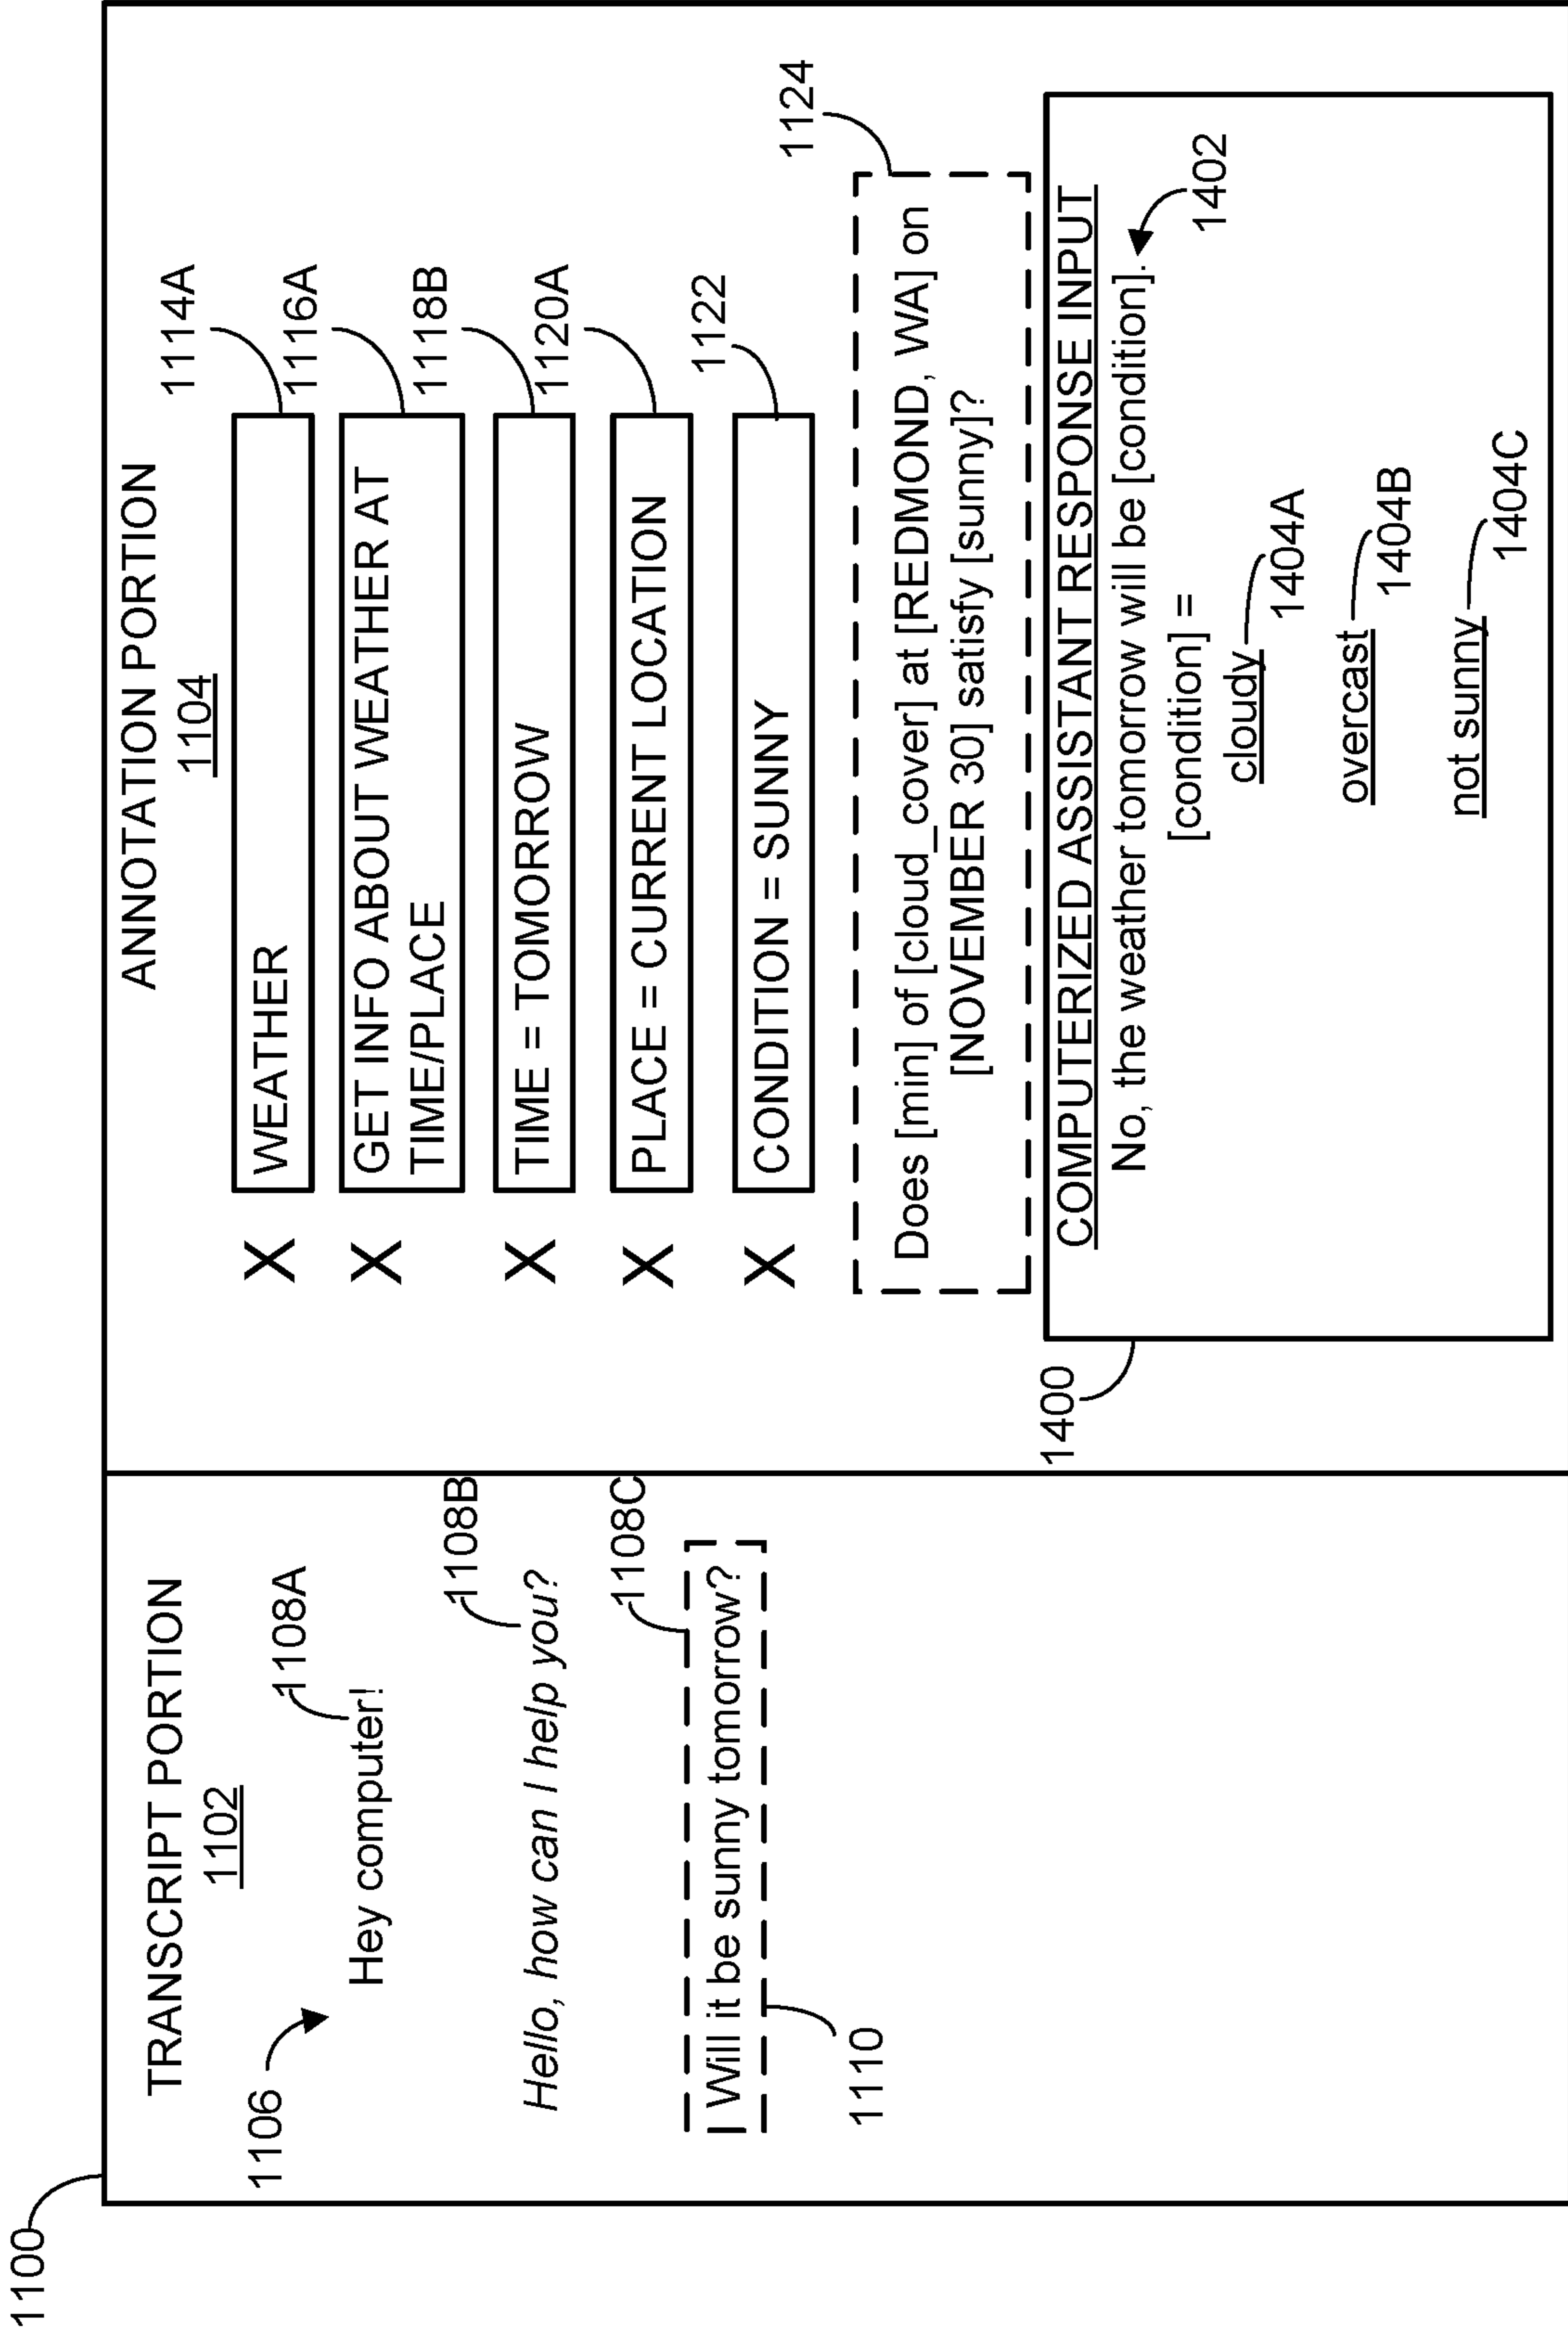 1100
TRANSCRIPT PORTION
1102
1106
1108A
Hey computer!
1108B
Hello, how can I help you?
1108C
Will it be sunny tomorrow?
1110
ANNOTATION PORTION
1104
1114A
X WEATHER
1116A
X GET INFO ABOUT WEATHER AT
TIME/PLACE
1118B
X TIME = TOMORROW
1120A
X PLACE = CURRENT LOCATION
1122
X CONDITION = SUNNY
1124
Does [min] of [cloud_cover] at [REDMOND, WA] on
[NOVEMBER 30] satisfy [sunny]?
1400
COMPUTERIZED ASSISTANT RESPONSE INPUT
No, the weather tomorrow will be [condition].
1402
[condition] =
cloudy
1404A
overcast
1404B
not sunny
1404C